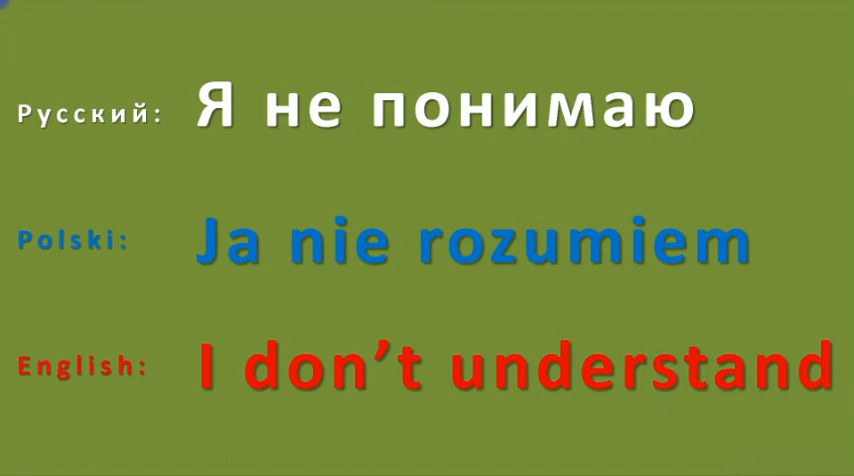 Русский: Я не понимаю
Polski: Ja nie rozumiem
English: I don’t understand